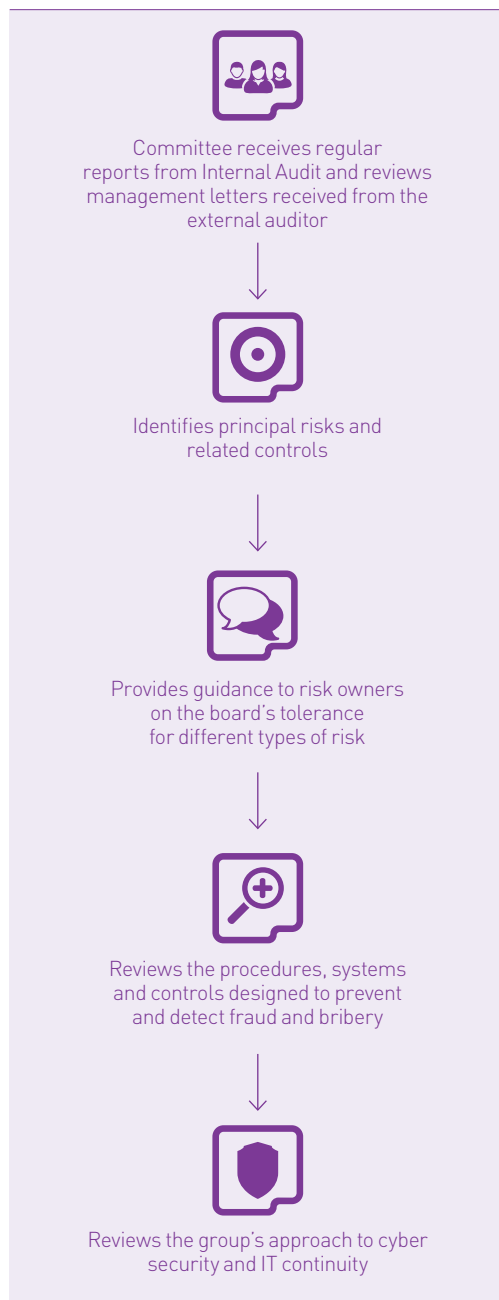 Committee receives regular
reports from Internal Audit and reviews
management letters received from the
external auditor
Identifies principal risks and
related controls
Provides guidance to risk owners
on the board’s tolerance
for different types of risk
Reviews the procedures, systems
and controls designed to prevent
and detect fraud and bribery
Reviews the group’s approach to cyber
security and IT continuity